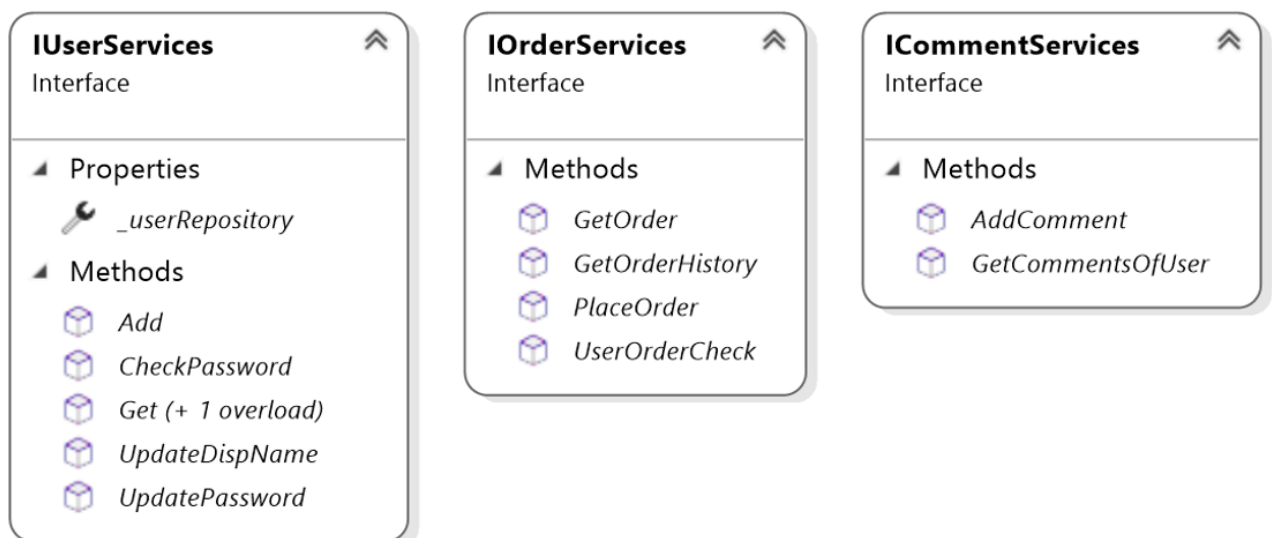 IUserServices
Interface
Properties
_userRepository
Methods
Add
CheckPassword
Get (+ 1 overload)
UpdateDispName
UpdatePassword
IOrderServices
Interface
Methods
GetOrder
GetOrderHistory
PlaceOrder
UserOrderCheck
ICommentServices
Interface
Methods
AddComment
GetCommentsOfUser